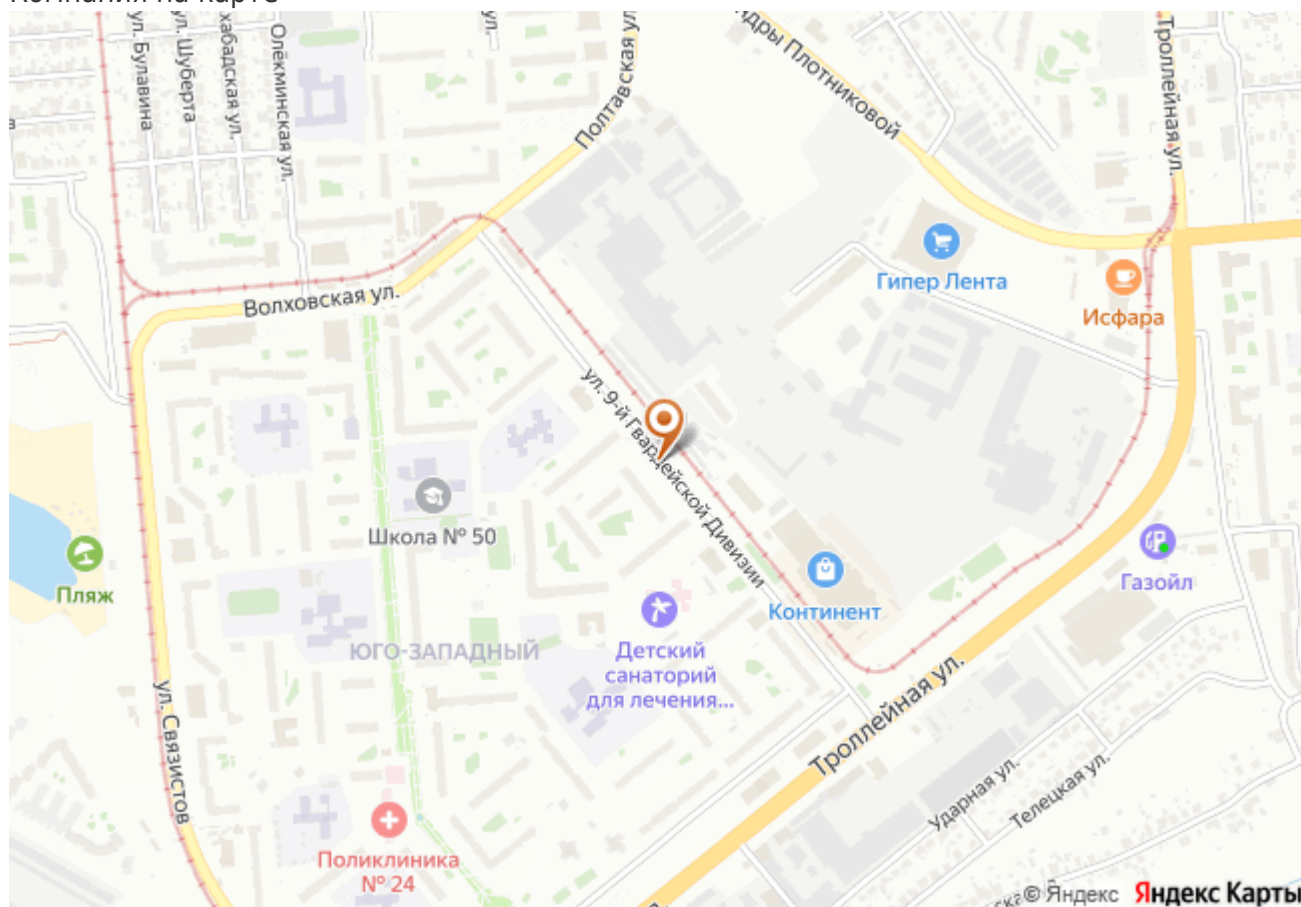 ул. Булавина
ул. Шуберта
хабадская ул.
Олёкминская ул.
ул.
Полтавская ул
ндры Плотниковой
Троллейная ул.
Гипер Лента
Исфара
Волховская ул.
ул. 9-й Гвардейской Дивизии
Школа № 50
Пляж
Газойл
Континент
ЮГО-ЗАПАДНЫЙ
Детский
санаторий
для лечения...
ул. Связистов
Троллейная ул.
Ударная ул.
Телецкая ул.
Поликлиника
№ 24
© Яндекс Яндекс Карты